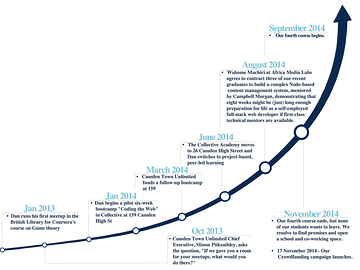 September 2014
• Our fourth course begins.
August 2014
• Wahome Muchiri at Africa Media Labs
agrees to contract three of our recent
graduates to build a complex Node-based
content management system, mentored
by Campbell Morgan, demonstrating that
eight weeks might be (just) long enough
preparation for life as a self-employed
full-stack web developer if first-class
technical mentors are available.
June 2014
• The Collective Academy moves
to 26 Camden High Street and
Dan switches to project-based,
peer-led learning
March 2014
• Camden Town Unlimited
funds a follow-up bootcamp
at 159
Jan 2014
• Dan begins a pilot six-week
bootcamp "Coding the Web"
in Collective at 159 Camden
High St
Jan 2013
• Dan runs his first meetup in the
British Library for Coursera's
course on Game theory
Oct 2013
• Camden Town Unlimited Chief
Executive, Simon Pitkeathley, asks
the question, "If we gave you a room
for your meetups, what would you
do there?"
November 2014
• Our fourth course ends, but none
of our students want to leave. We
resolve to find premises and open
a school and co-working space.
• 17 November 2014 - Our
Crowdfunding campaign launches.